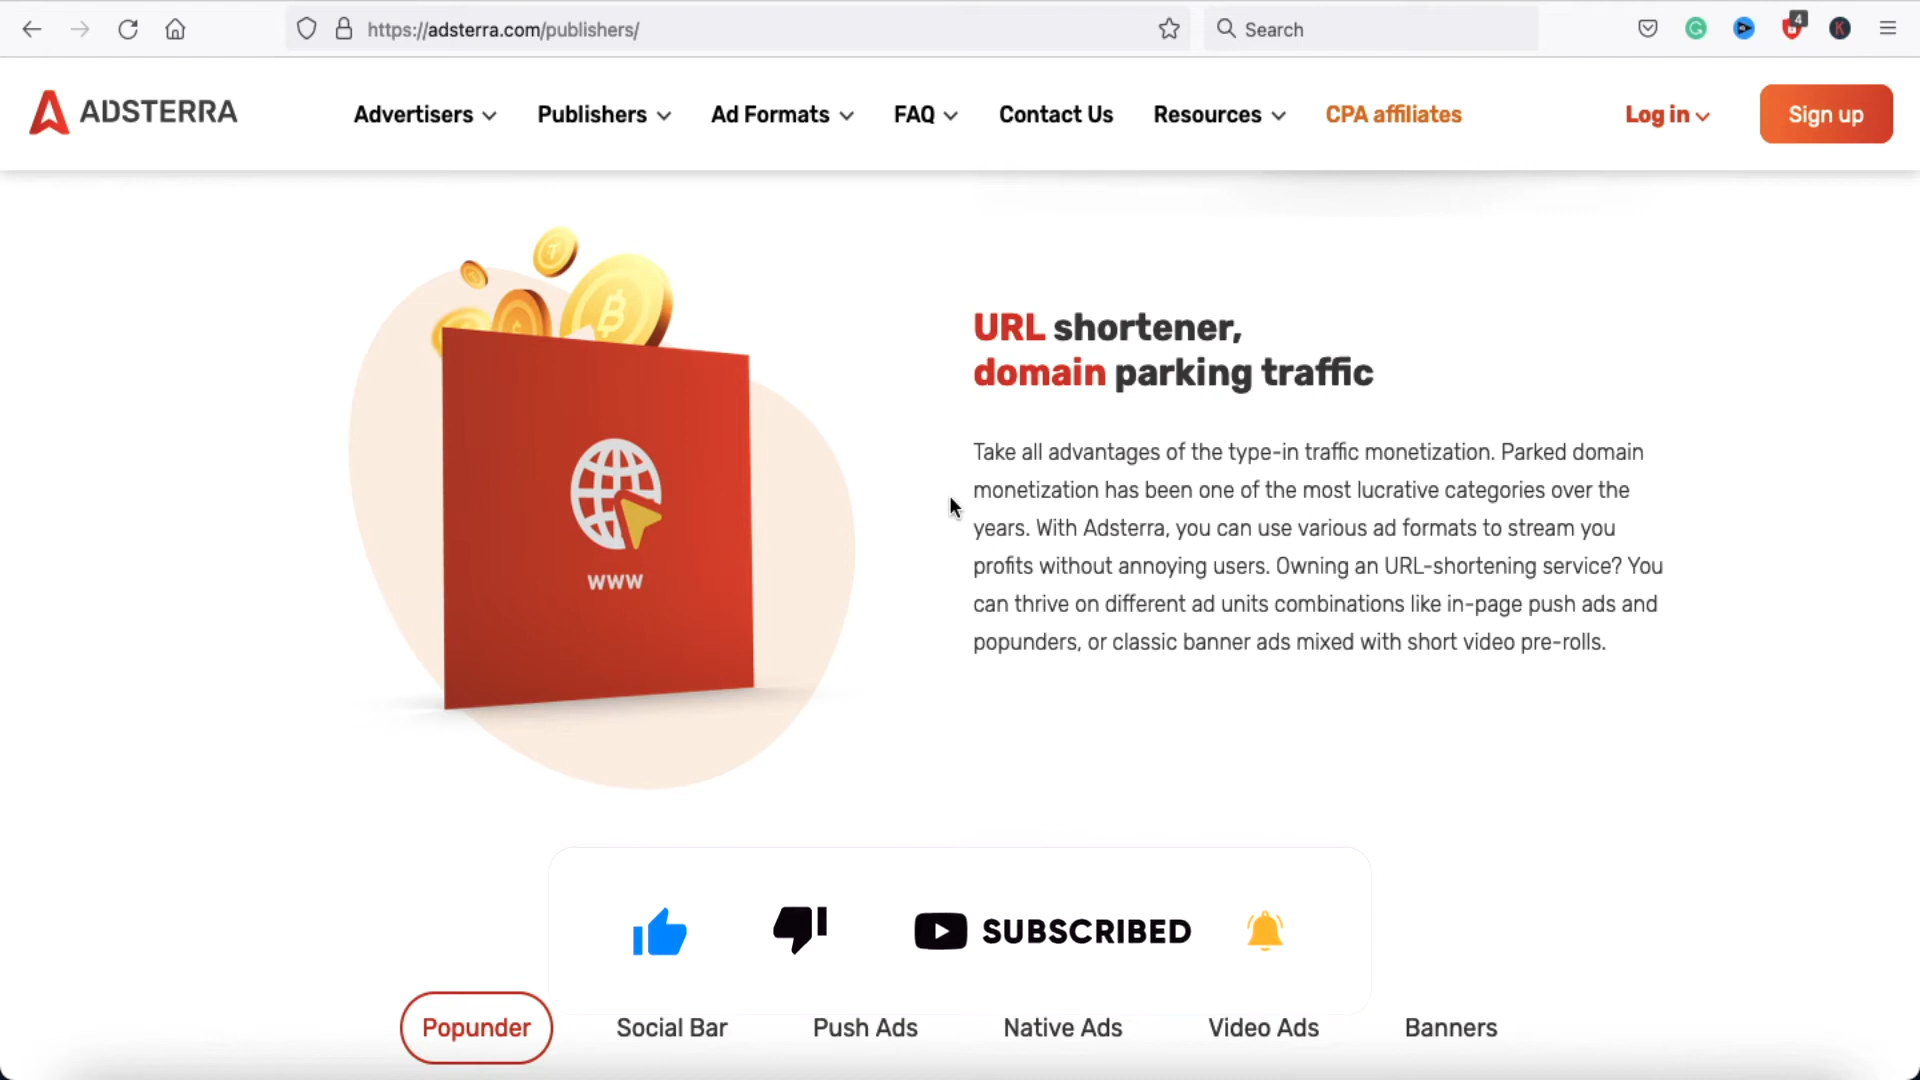 https://adsterra.com/publishers/
Search
4
K
ADSTERRA
Advertisers
Publishers
Ad Formats
FAQ
Contact Us
Resources
CPA affiliates
Log in
Sign up
URL shortener,
domain parking traffic
Take all advantages of the type-in traffic monetization. Parked domain
monetization has been one of the most lucrative categories over the
years. With Adsterra, you can use various ad formats to stream you
profits without annoying users. Owning an URL-shortening service? You
can thrive on different ad units combinations like in-page push ads and
popunders, or classic banner ads mixed with short video pre-rolls.
www
SUBSCRIBED
Popunder
Social Bar
Push Ads
Native Ads
Video Ads
Banners